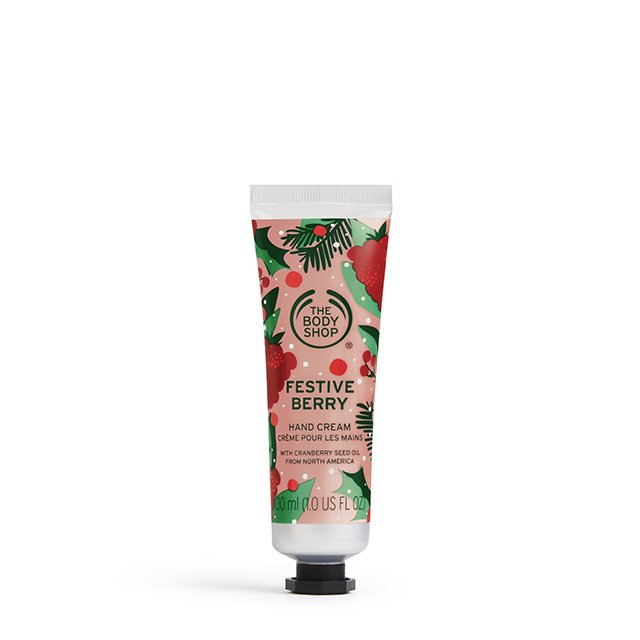 THE
BODY
SHOP
®
FESTIVE
BERRY
HAND CREAM
CRÈME POUR LES MAINS
WITH CRANBERRY SEED OIL
FROM NORTH AMERICA
30 ml (1.0 US FL OZ)